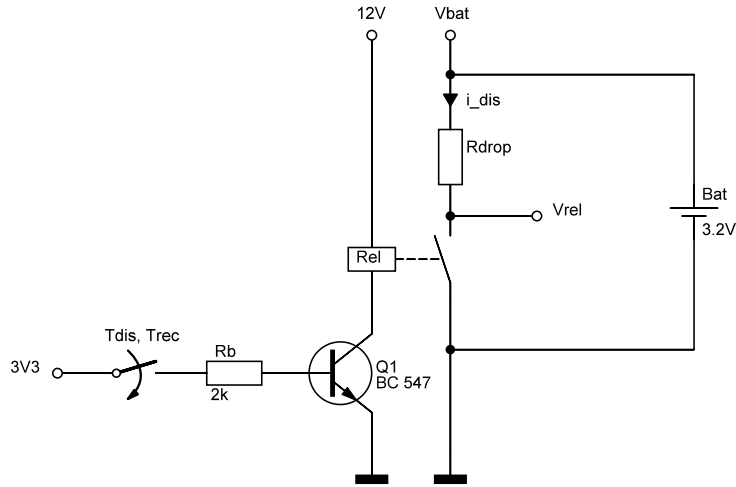 12V
Vbat
i_dis
Rdrop
Bat
Vrel
3.2V
Rel
Tdis, Trec
Rb
3V3
Q1
BC 547
2k